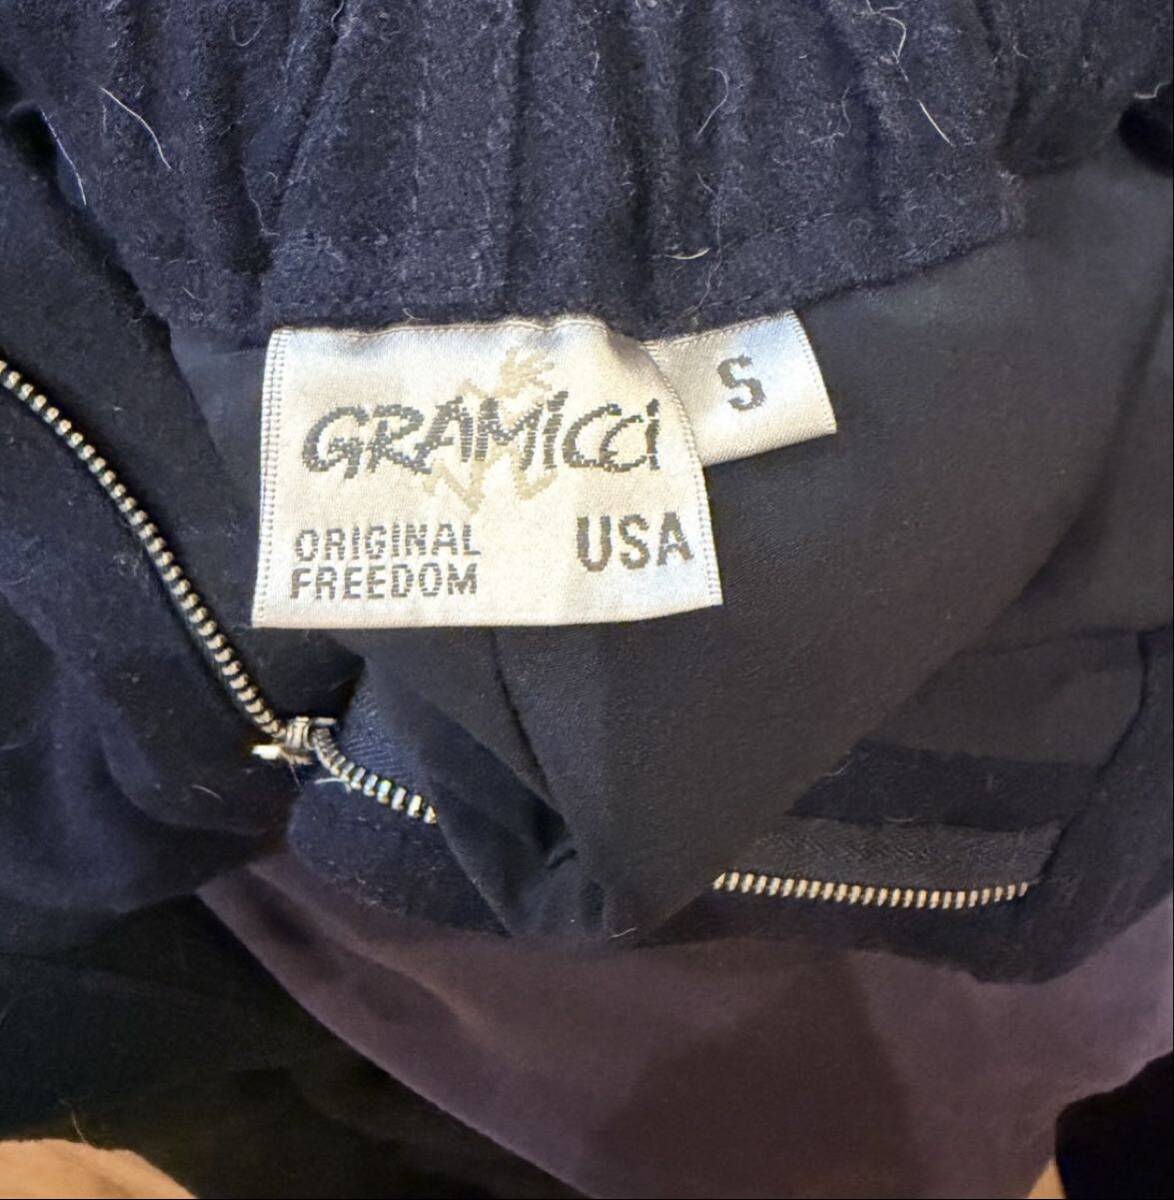 GRAMiCCi
S
ORIGINAL
FREEDOM
USA